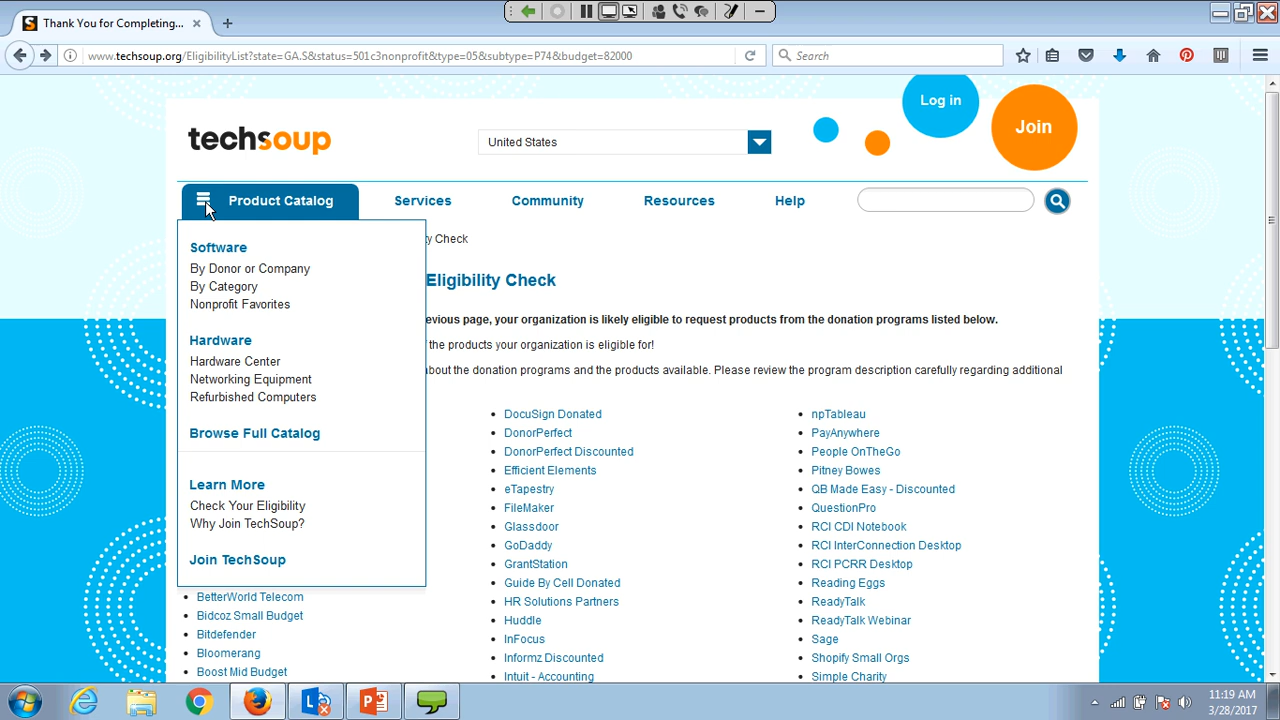 Thank You for Completing...
www.techsoup.org/EligibilityList?state=GA.S&status=501c3nonprofit&type=05&subtype=P74&budget=82000
Search
Log in
Join
techsoup
United States
Product Catalog
Services
Community
Resources
Help
ty Check
Eligibility Check
evious page, your organization is likely eligible to request products from the donation programs listed below.
f the products your organization is eligible for!
about the donation programs and the products available. Please review the program description carefully regarding additional
Software
By Donor or Company
By Category
Nonprofit Favorites
Hardware
Hardware Center
Networking Equipment
Refurbished Computers
Browse Full Catalog
Learn More
Check Your Eligibility
Why Join TechSoup?
Join TechSoup
BetterWorld Telecom
Bidcoz Small Budget
Bitdefender
Bloomerang
Boost Mid Budget
DocuSign Donated
DonorPerfect
DonorPerfect Discounted
Efficient Elements
eTapestry
FileMaker
Glassdoor
GoDaddy
GrantStation
Guide By Cell Donated
HR Solutions Partners
Huddle
InFocus
Informz Discounted
Intuit - Accounting
npTableau
PayAnywhere
People OnTheGo
Pitney Bowes
QB Made Easy - Discounted
QuestionPro
RCI CDI Notebook
RCI InterConnection Desktop
RCI PCRR Desktop
Reading Eggs
ReadyTalk
ReadyTalk Webinar
Sage
Shopify Small Orgs
Simple Charity
11:19 AM
3/28/2017